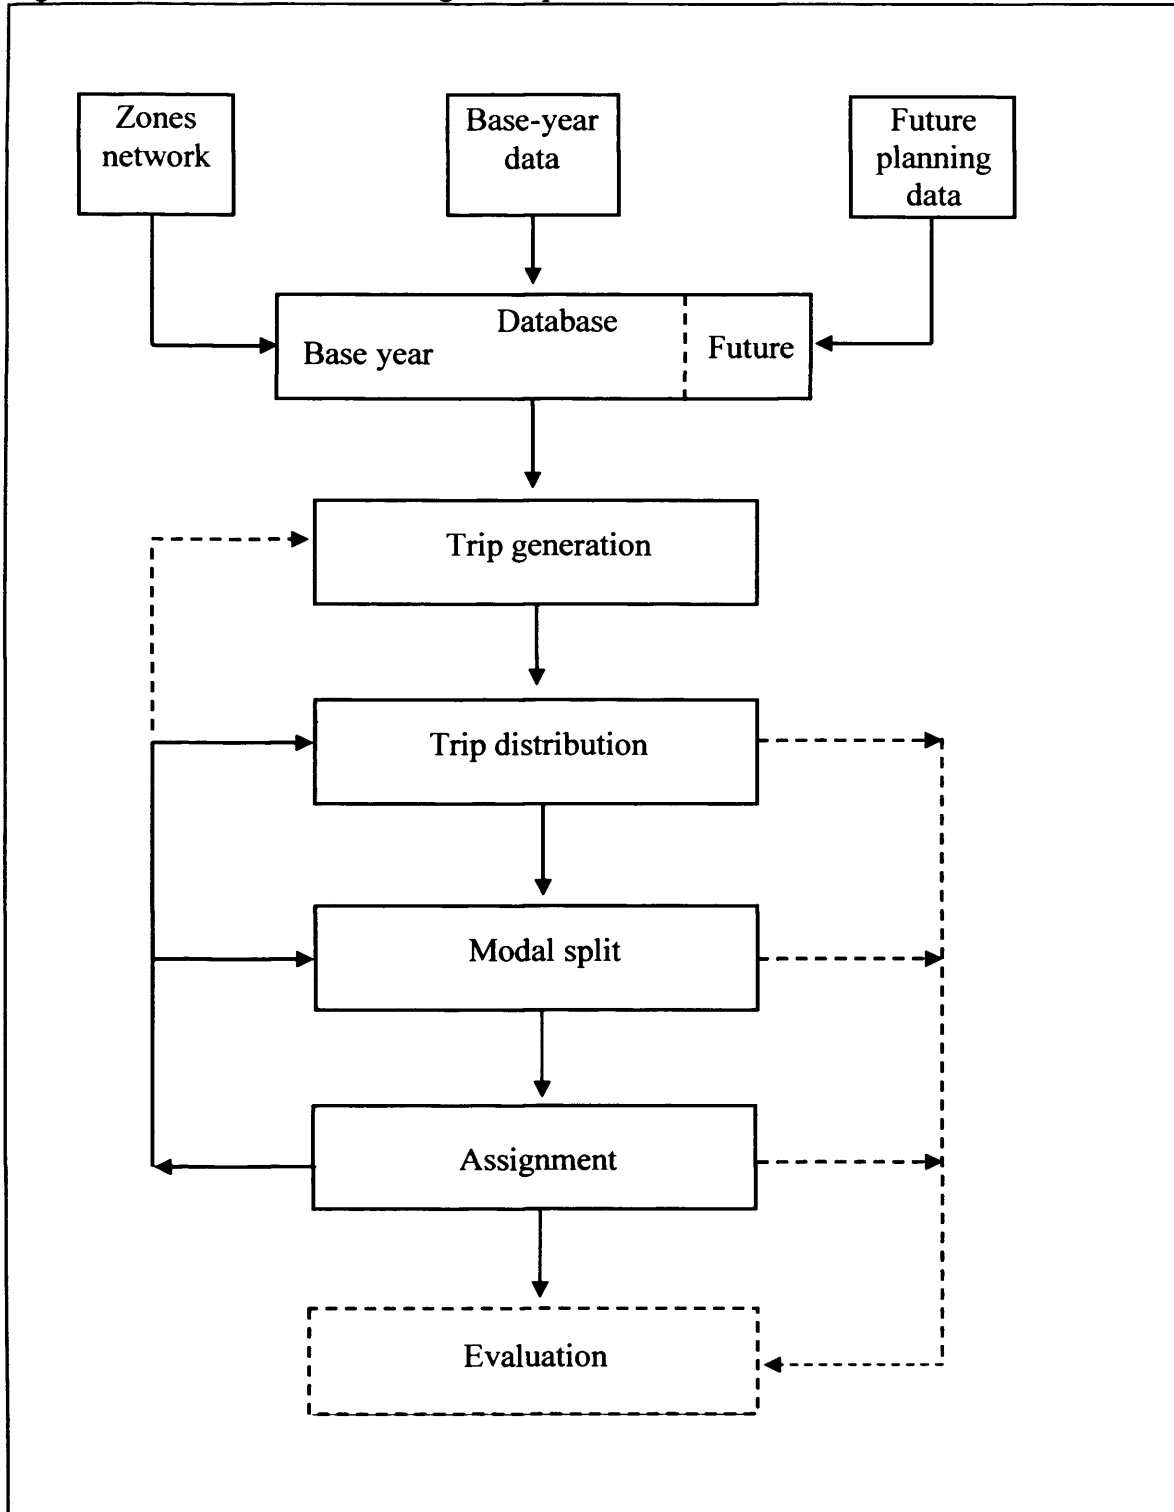 Zones
network
Base-year
data
Future
planning
data
Database
Base year
Future
Trip generation
Trip distribution
Modal split
Assignment
Evaluation